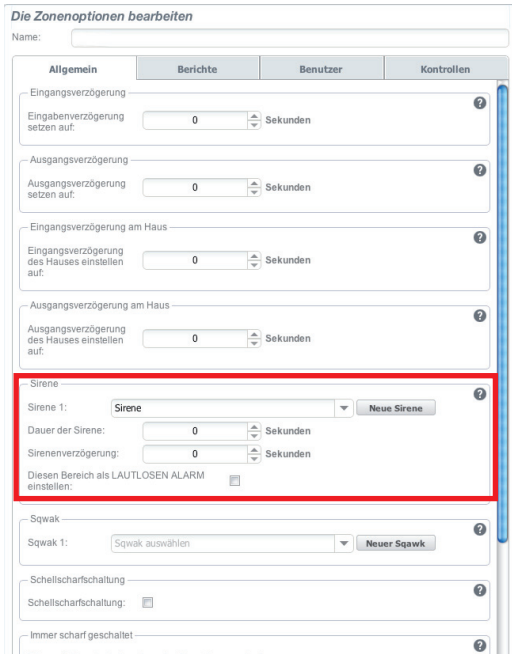 Die Zonenoptionen bearbeiten
Name:
Allgemein Berichte Benutzer Kontrollen
Eingangsverzögerung
Eingabenverzögerung setzen auf: 0 Sekunden
Ausgangsverzögerung
Ausgangsverzögerung setzen auf: 0 Sekunden
Eingangsverzögerung am Haus
Eingangsverzögerung des Hauses einstellen auf: 0 Sekunden
Ausgangsverzögerung am Haus
Ausgangsverzögerung des Hauses einstellen auf: 0 Sekunden
Sirene
Sirene 1: Sirene Neue Sirene
Dauer der Sirene: 0 Sekunden
Sirenenverzögerung: 0 Sekunden
Diesen Bereich als LAUTLOSEN ALARM einstellen:
Sqwak
Sqwak 1: Sqwak auswählen Neuer Sqawk
Schellscharfschaltung
Schellscharfschaltung:
Immer scharf geschaltet